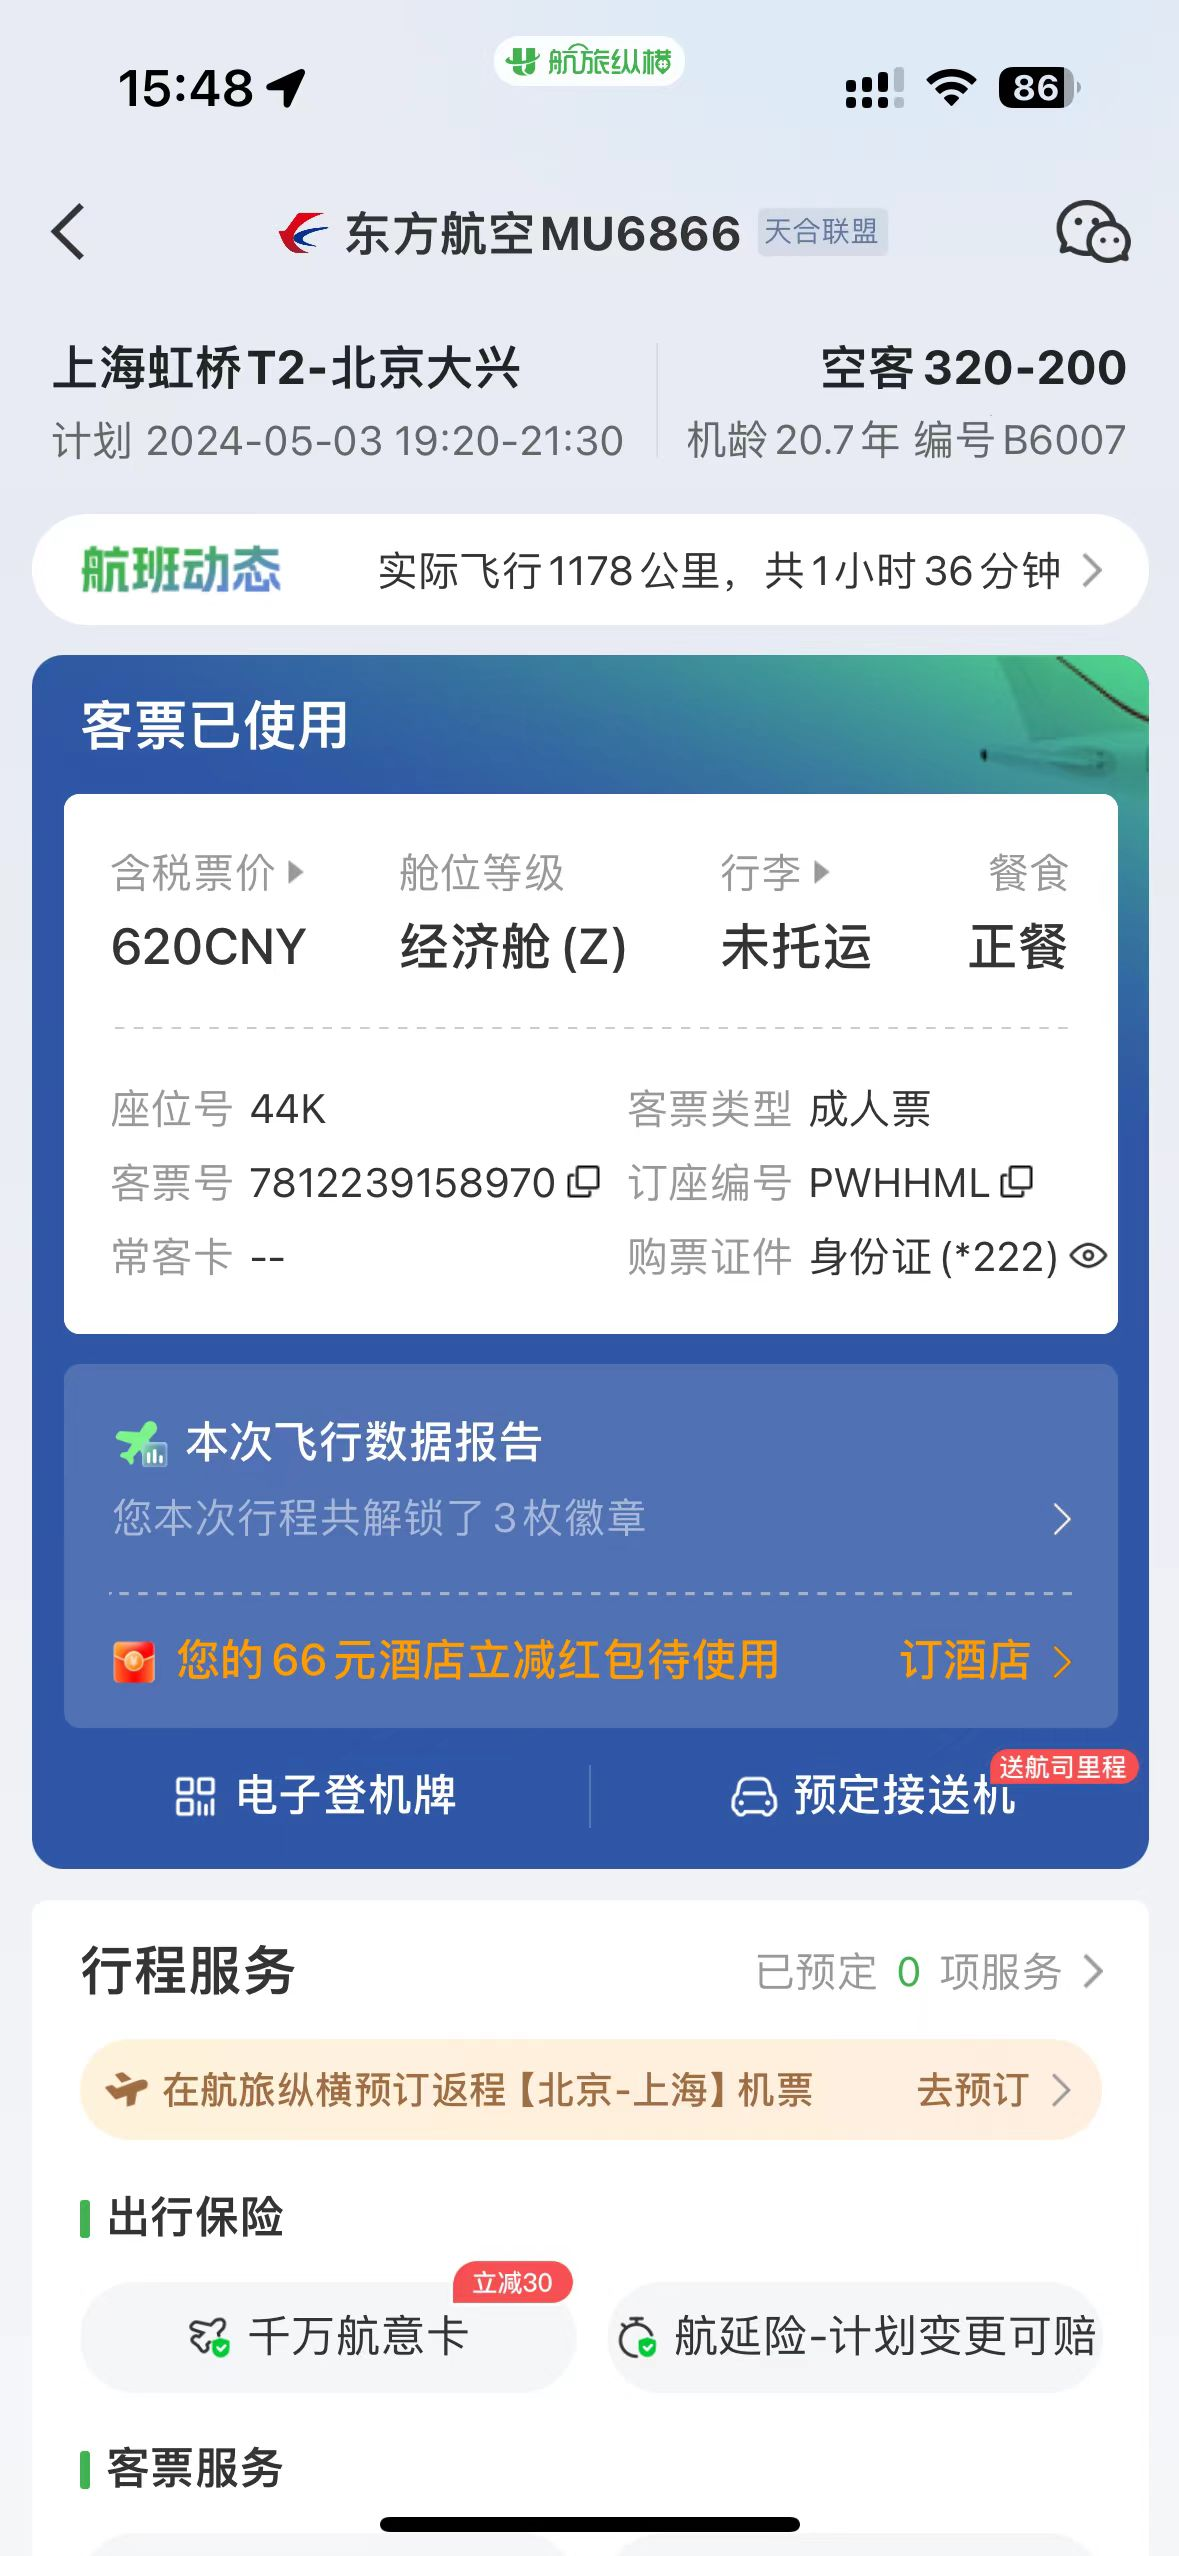 15:48
航旅纵横
86
东方航空MU6866 天合联盟
上海虹桥T2-北京大兴
空客320-200
计划 2024-05-03 19:20-21:30
机龄20.7年 编号B6007
航班动态 实际飞行1178公里，共1小时36分钟
客票已使用
含税票价 舱位等级 行李 餐食
620CNY 经济舱(Z) 未托运 正餐
座位号 44K 客票类型 成人票
客票号 7812239158970 订座编号 PWHHML
常客卡 -- 购票证件 身份证(*222)
本次飞行数据报告
您本次行程共解锁了3枚徽章
您的66元酒店立减红包待使用 订酒店
送航司里程
电子登机牌 预定接送机
行程服务 已预定 0 项服务
在航旅纵横预订返程【北京-上海】机票 去预订
出行保险
立减30
千万航意卡 航延险-计划变更可赔
客票服务